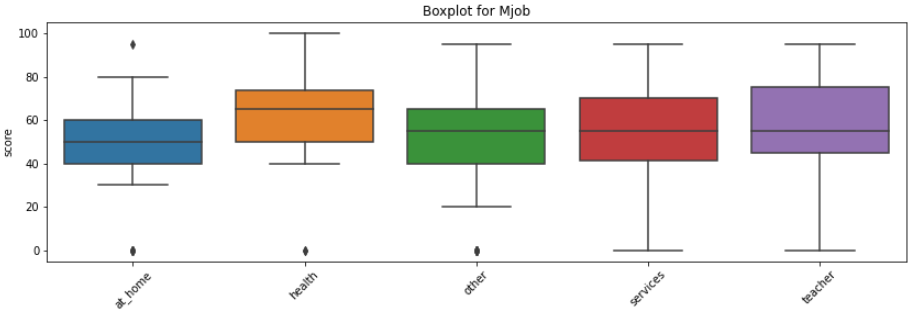 Boxplot for Mjob
100
80
60
40
20
0
score
at_home
health
other
services
teacher